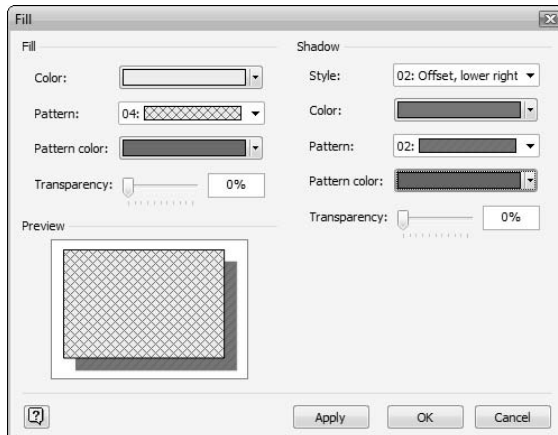 Fill
Fill
Color:
Pattern: 04:
Pattern color:
Transparency: 0%
Preview
Shadow
Style: 02: Offset, lower right
Color:
Pattern: 02:
Pattern color:
Transparency: 0%
?
Apply OK Cancel